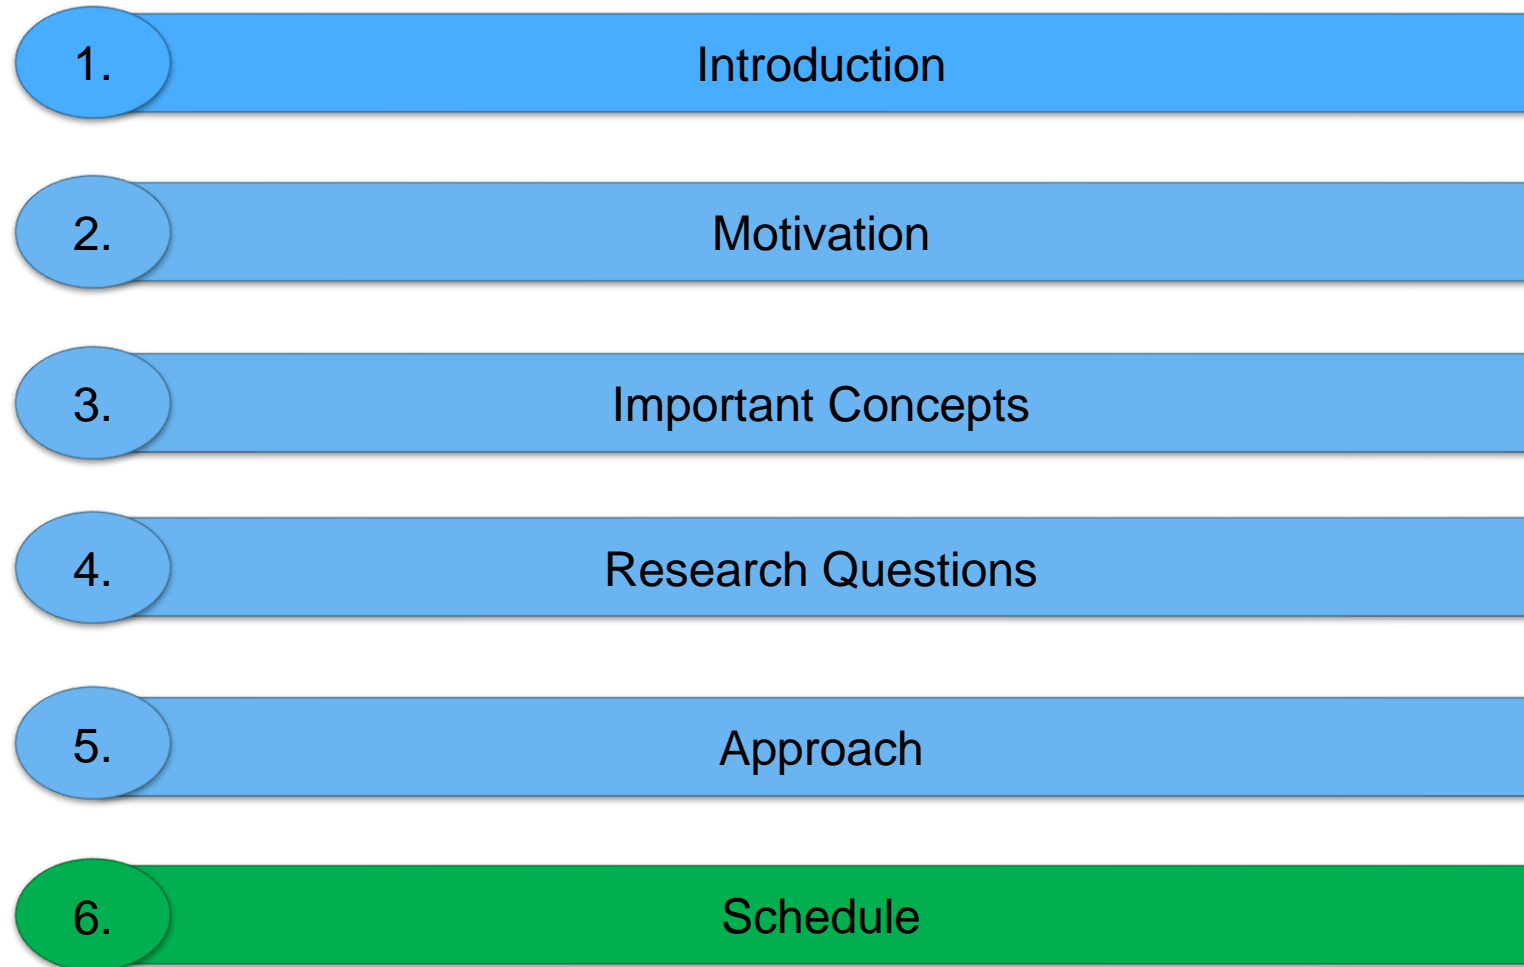 1. Introduction
2. Motivation
3. Important Concepts
4. Research Questions
5. Approach
6. Schedule